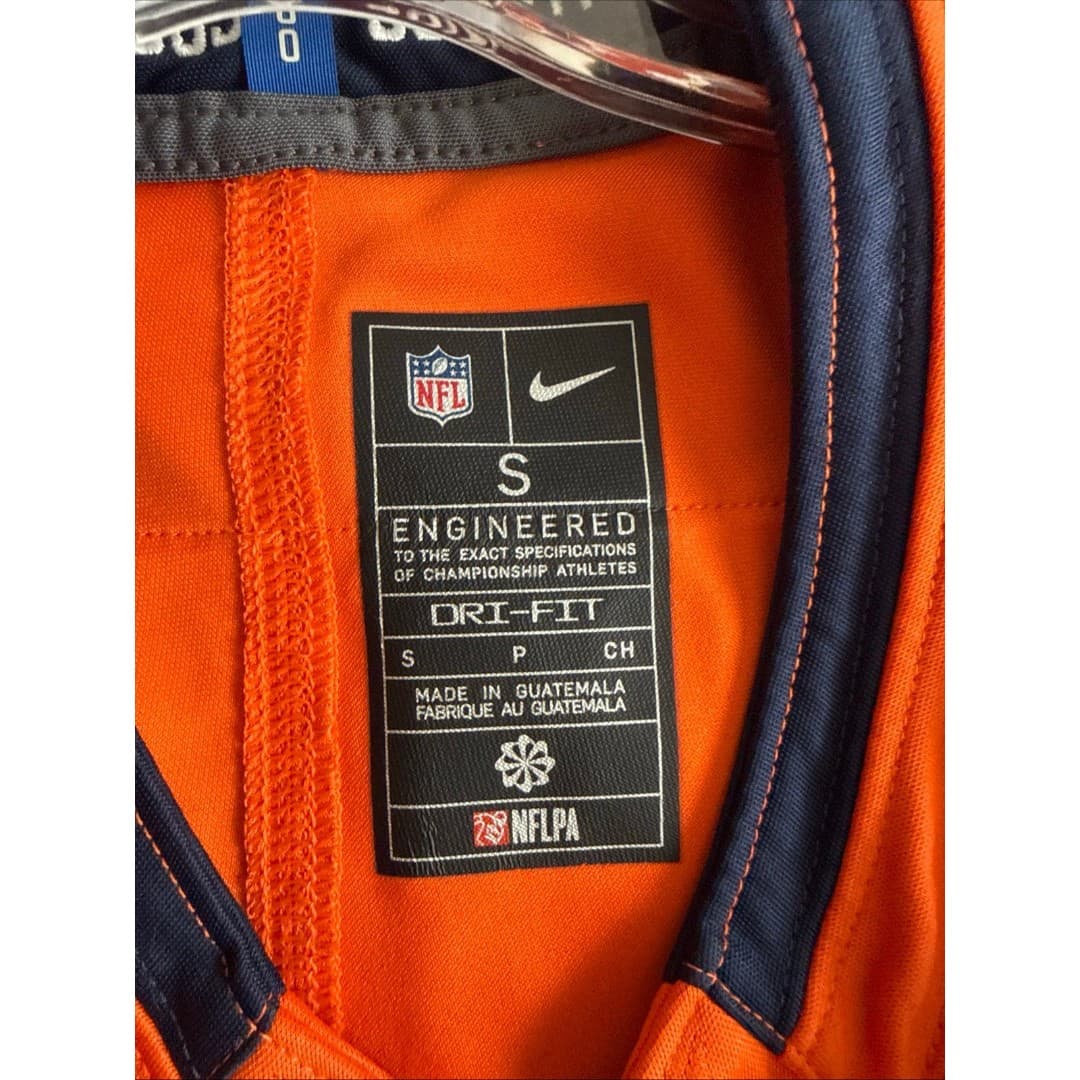 NFL
S
ENGINEERED
TO THE EXACT SPECIFICATIONS
OF CHAMPIONSHIP ATHLETES
DRI-FIT
S P CH
MADE IN GUATEMALA
FABRIQUE AU GUATEMALA
NFLPA